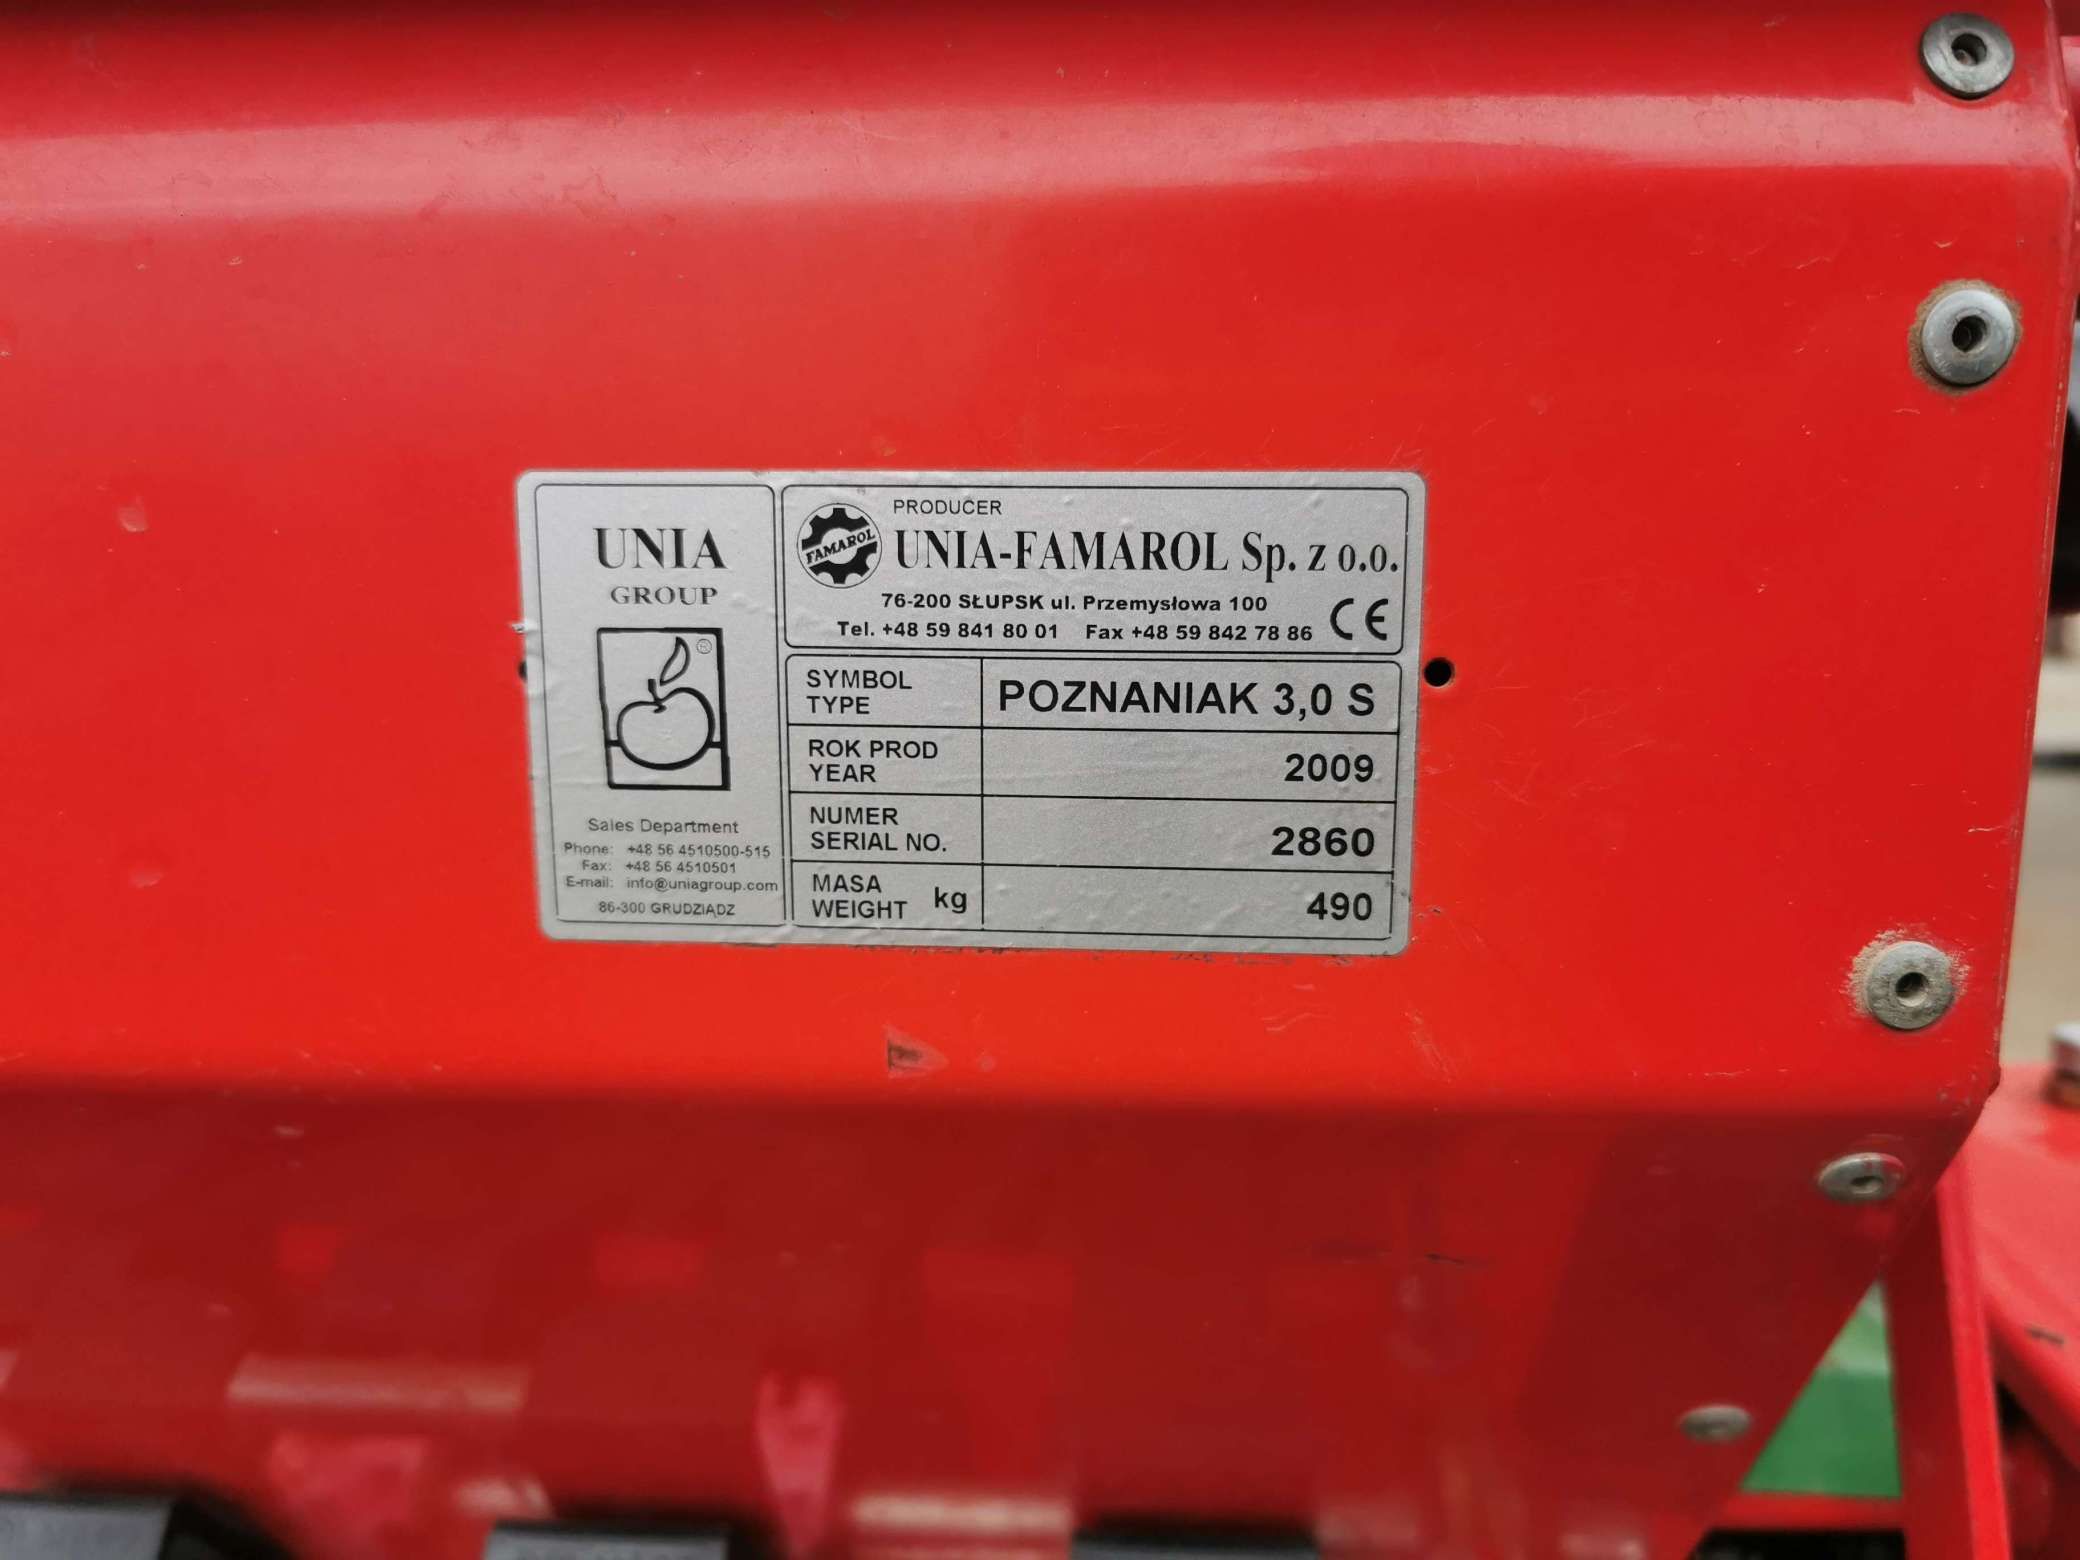 UNIA
GROUP
®
Sales Department
Phone: +48 56 4510500-515
Fax: +48 56 4510501
E-mail: info@uniagroup.com
86-300 GRUDZIĄDZ
FAMAROL
PRODUCER
UNIA-FAMAROL Sp. z o.o.
76-200 SŁUPSK ul. Przemysłowa 100
Tel. +48 59 841 80 01 Fax +48 59 842 78 86
CE
SYMBOL
TYPE
POZNANIAK 3,0 S
ROK PROD
YEAR
2009
NUMER
SERIAL NO.
2860
MASA
WEIGHT kg
490